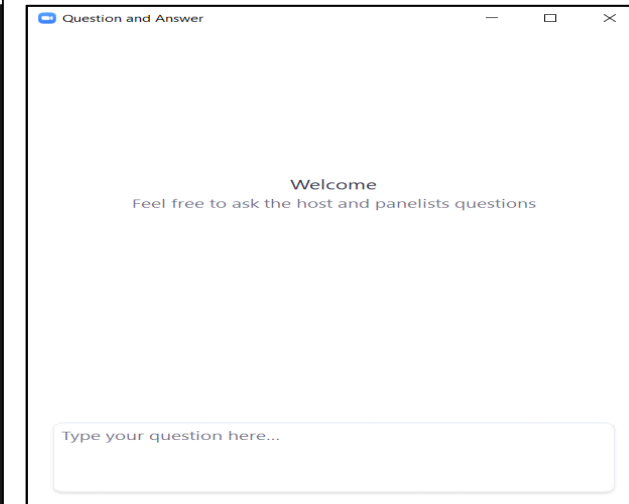 Question and Answer
Welcome
Feel free to ask the host and panelists questions
Type your question here...